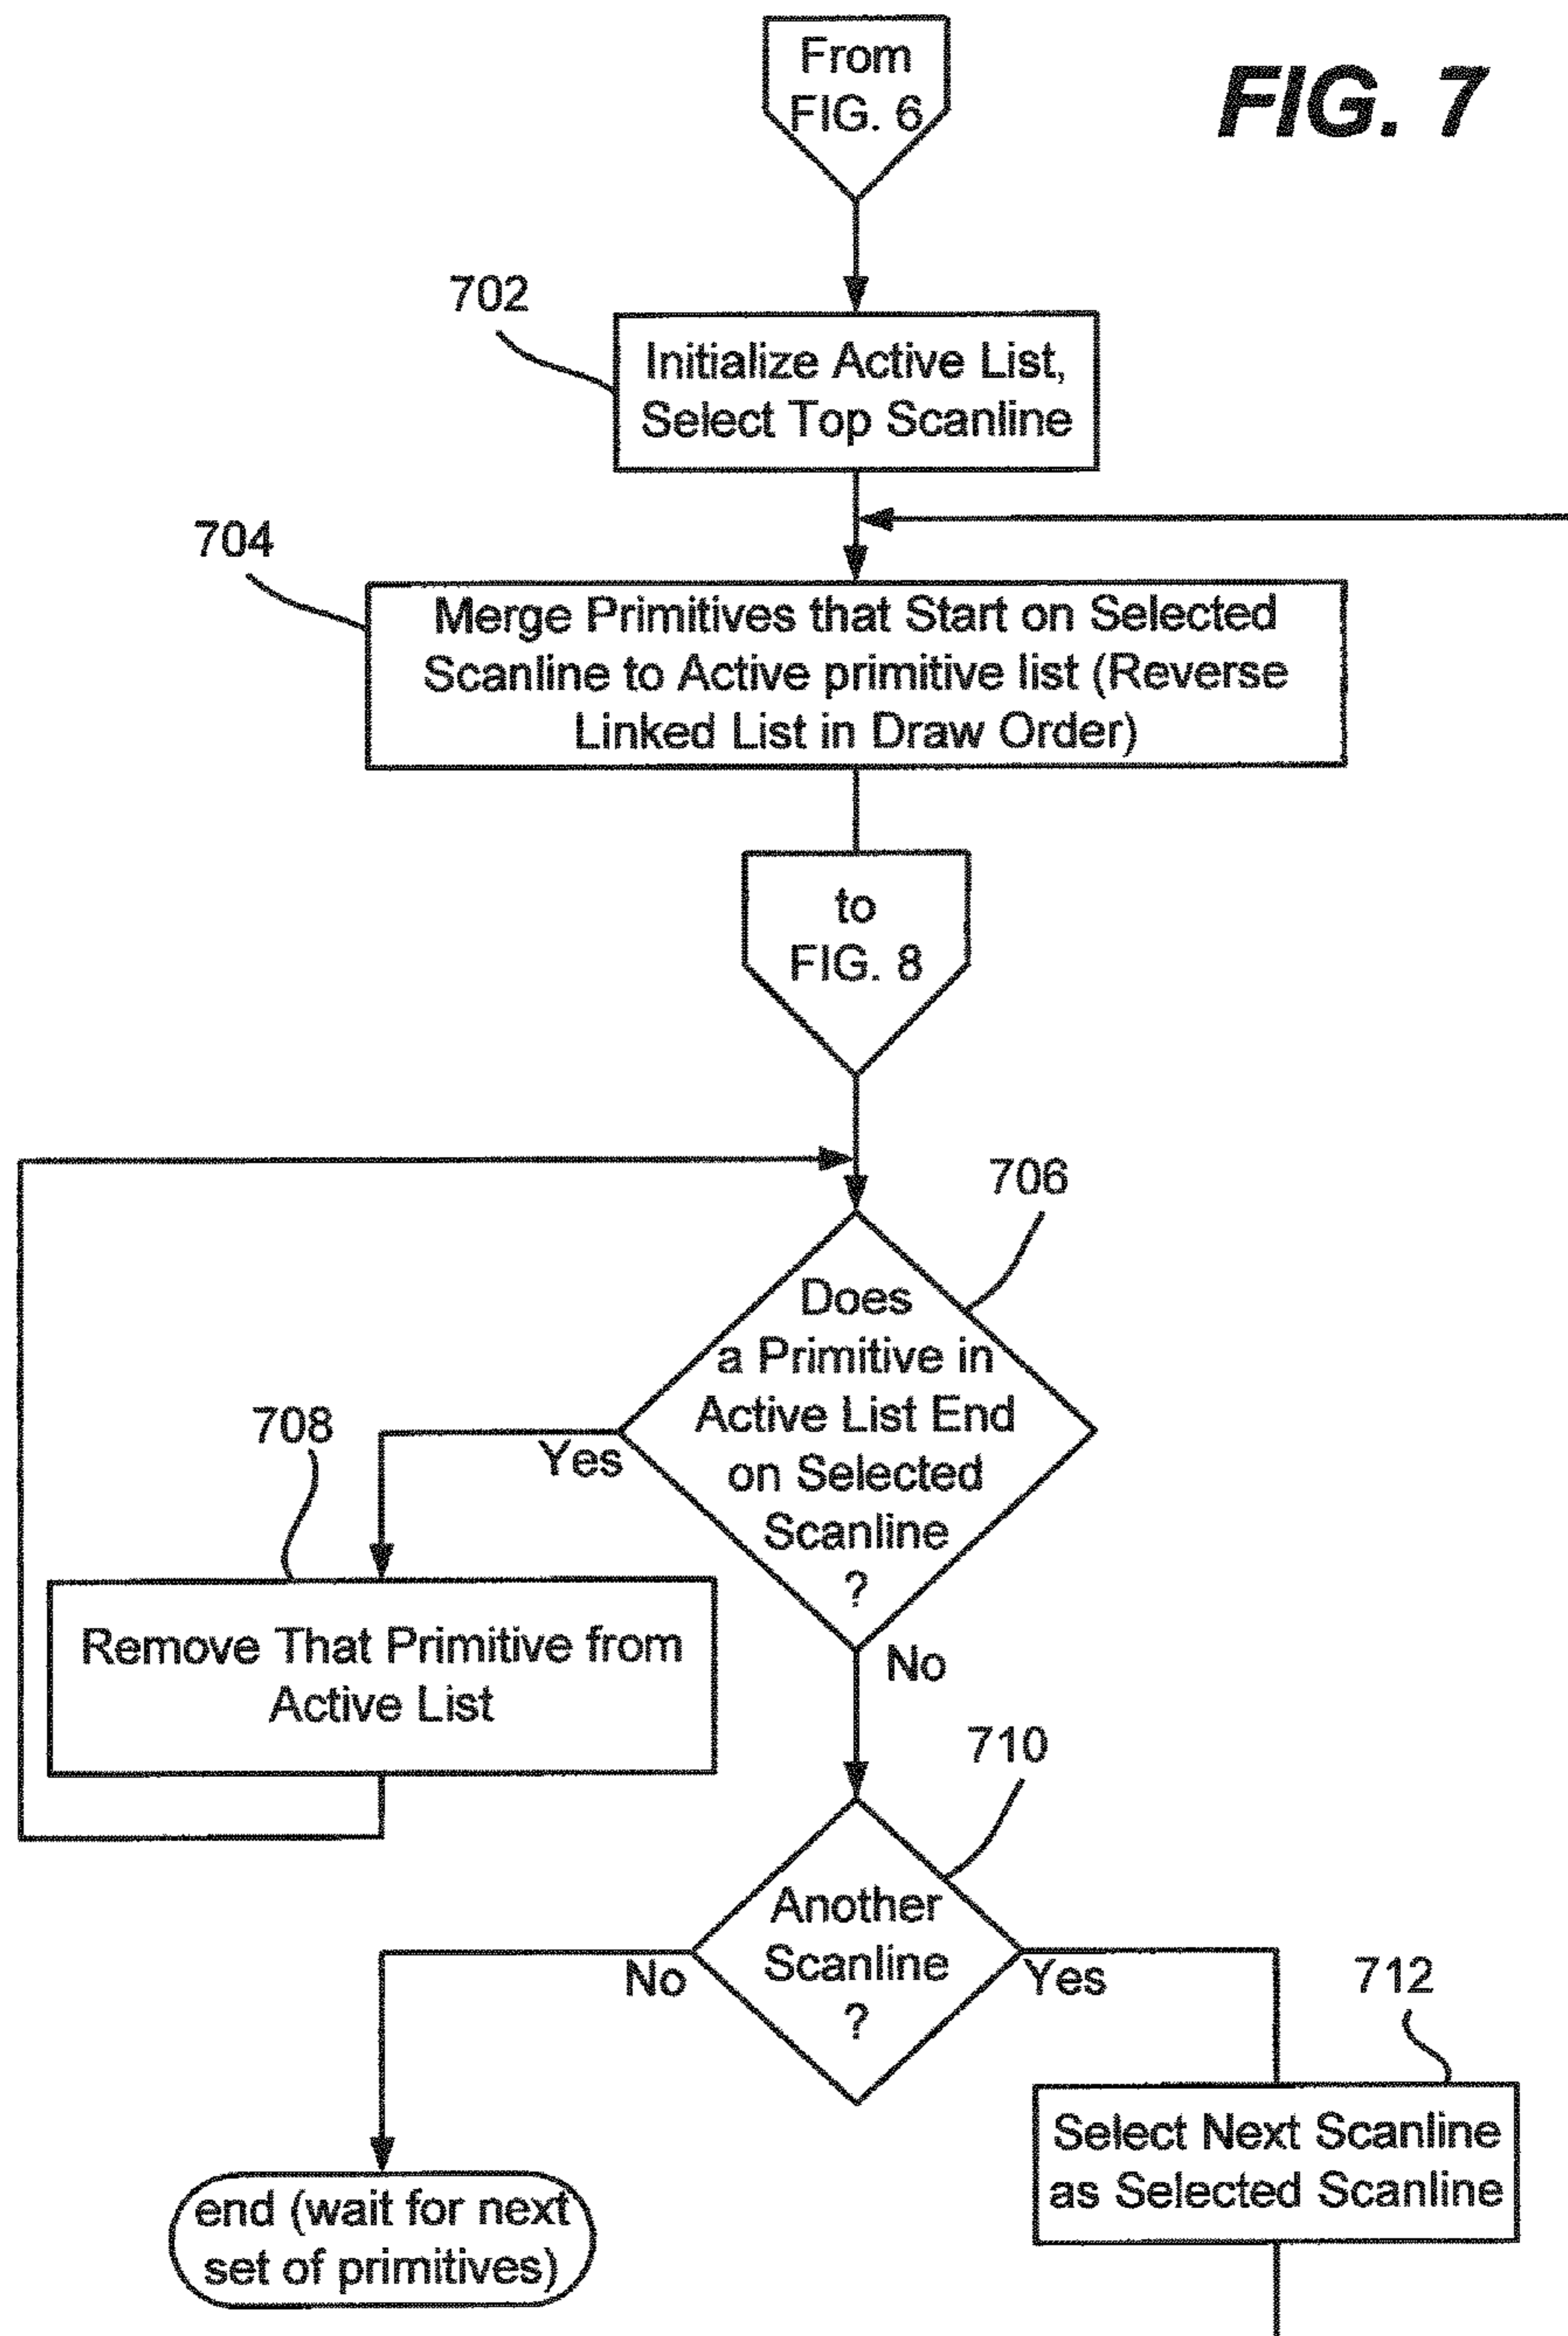 From
FIG. 6
FIG. 7
702
Initialize Active List,
Select Top Scanline
704
Merge Primitives that Start on Selected
Scanline to Active primitive list (Reverse
Linked List in Draw Order)
to
FIG. 8
706
Does
a Primitive in
Active List End
on Selected
Scanline
?
Yes
No
708
Remove That Primitive from
Active List
710
Another
Scanline
?
No
Yes
712
Select Next Scanline
as Selected Scanline
end (wait for next
set of primitives)